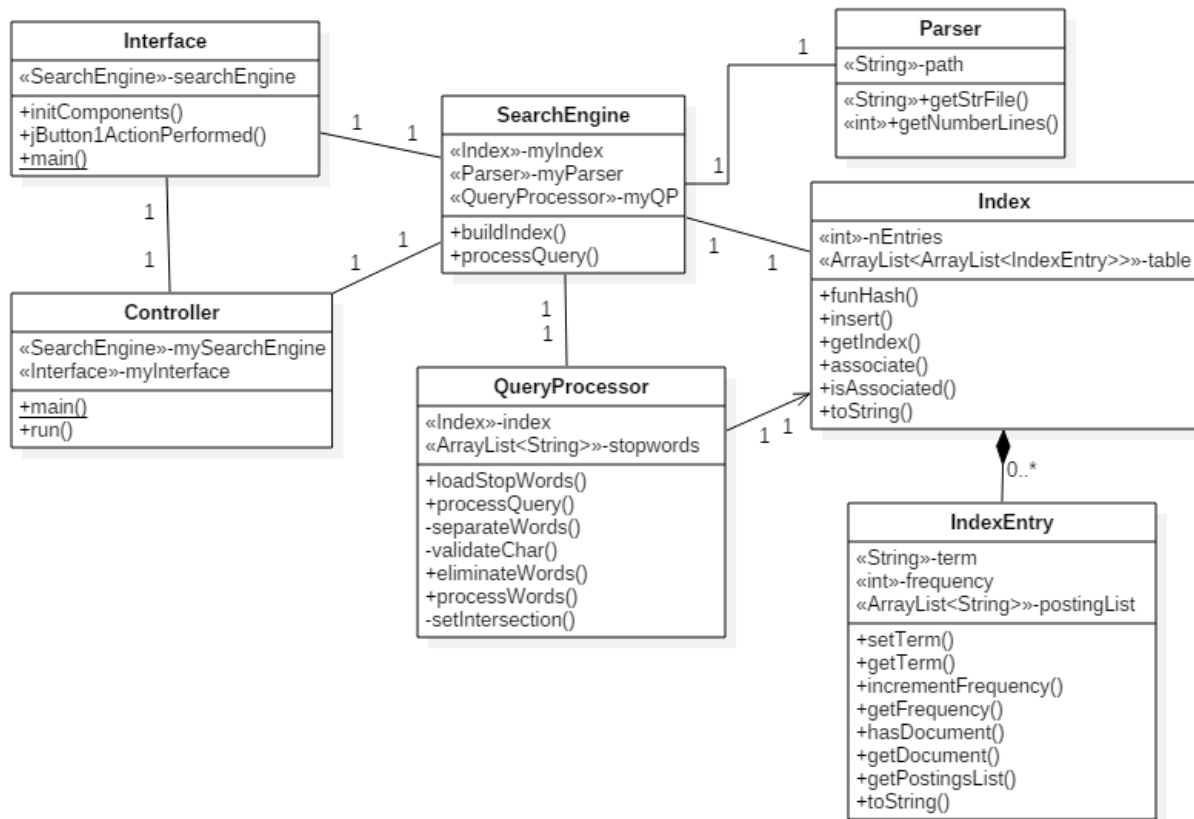 Interface
«SearchEngine»-searchEngine
+initComponents()
+jButton1ActionPerformed()
+main()
1
1
1
1
Controller
«SearchEngine»-mySearchEngine
«Interface»-myInterface
+main()
+run()
1
1
SearchEngine
«Index»-myIndex
«Parser»-myParser
«QueryProcessor»-myQP
+buildIndex()
+processQuery()
1
1
Parser
«String»-path
«String»+getStrFile()
«int»+getNumberLines()
1
1
Index
«int»-nEntries
«ArrayList<ArrayList<IndexEntry>>»-table
+funHash()
+insert()
+getIndex()
+associate()
+isAssociated()
+toString()
1
1
QueryProcessor
«Index»-index
«ArrayList<String>»-stopwords
+loadStopWords()
+processQuery()
-separateWords()
-validateChar()
+eliminateWords()
+processWords()
-setIntersection()
1
1
0..*
IndexEntry
«String»-term
«int»-frequency
«ArrayList<String>»-postingList
+setTerm()
+getTerm()
+incrementFrequency()
+getFrequency()
+hasDocument()
+getDocument()
+getPostingsList()
+toString()